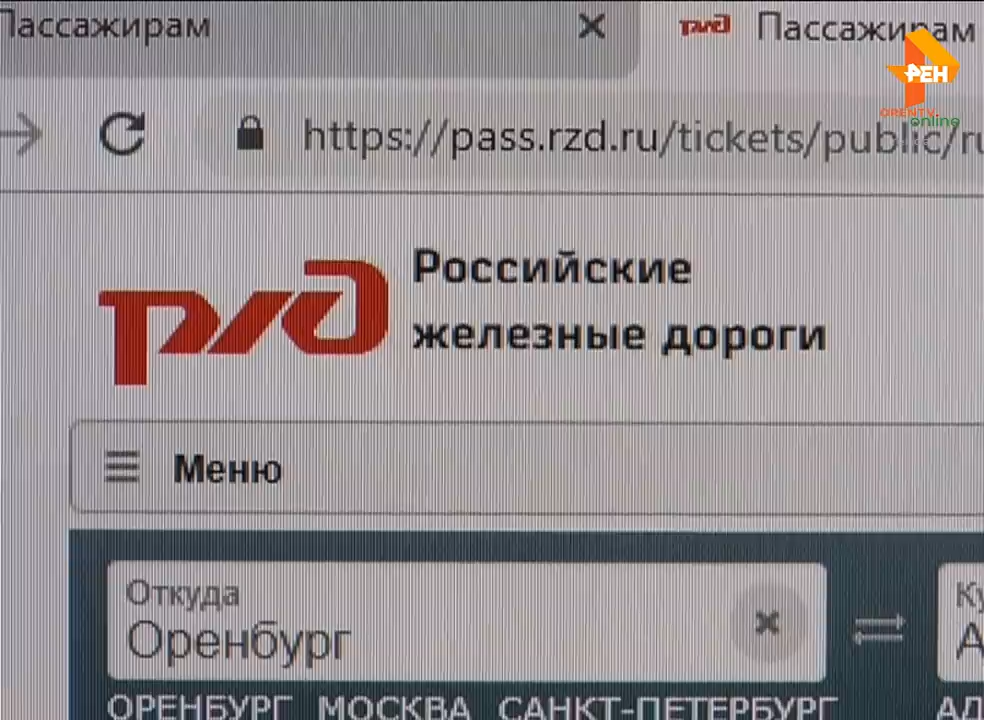 Пассажирам
Пассажирам
РЕН
ORENTV
online
https://pass.rzd.ru/tickets/public/ru
Российские
железные дороги
Меню
Откуда
Оренбург
ОРЕНБУРГ МОСКВА САНКТ-ПЕТЕРБУРГ